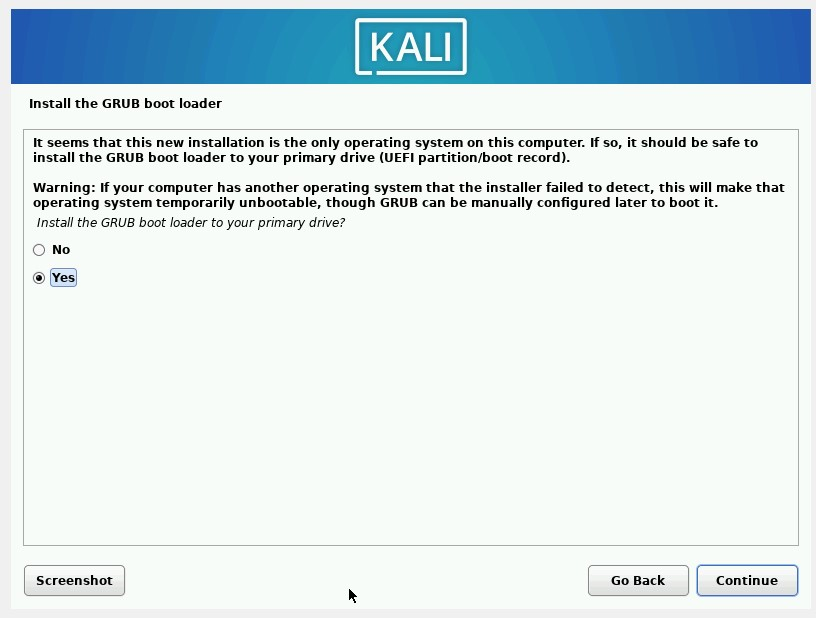 KALI
Install the GRUB boot loader
It seems that this new installation is the only operating system on this computer. If so, it should be safe to
install the GRUB boot loader to your primary drive (UEFI partition/boot record).
Warning: If your computer has another operating system that the installer failed to detect, this will make that
operating system temporarily unbootable, though GRUB can be manually configured later to boot it.
Install the GRUB boot loader to your primary drive?
No
Yes
Screenshot
Go Back
Continue